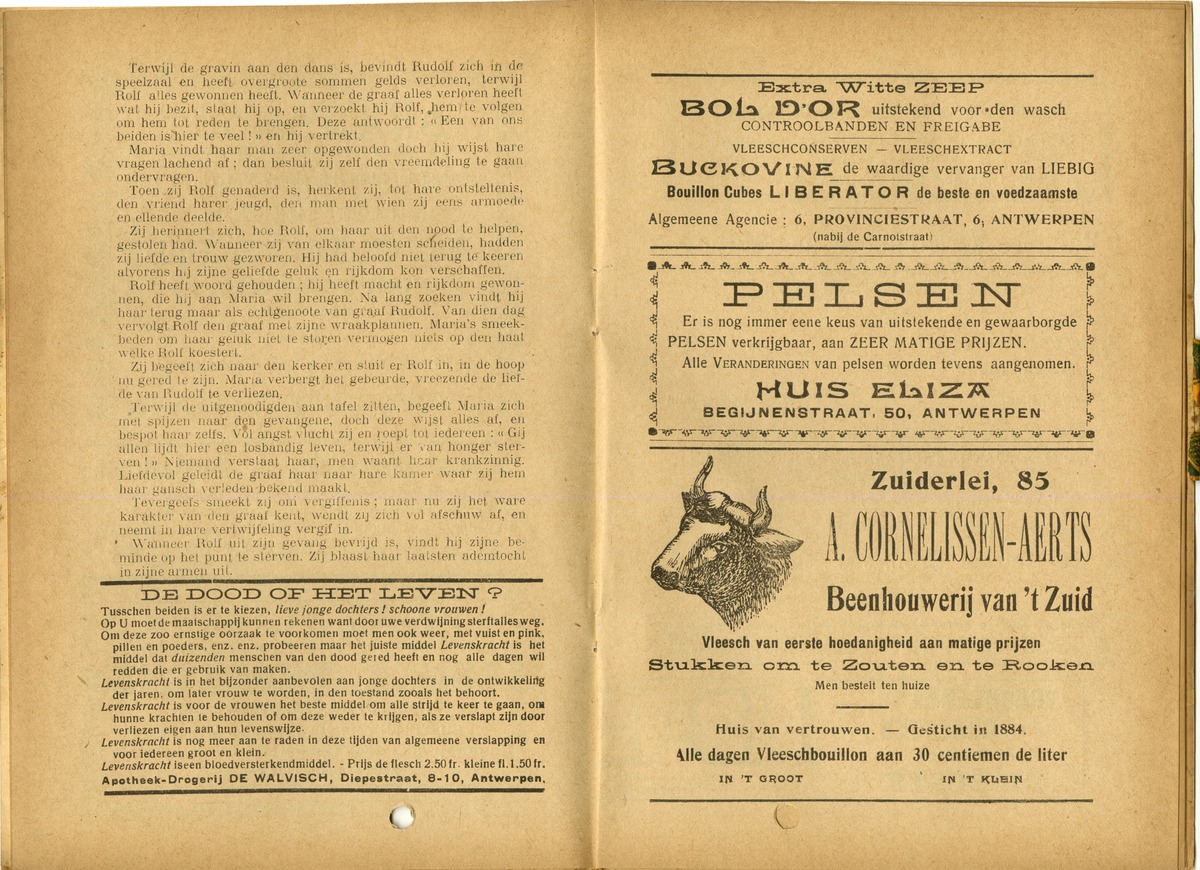 Terwijl de gravin aan den dans is, bevindt Rudolf zich in de
speelzaal en heeft overgroote sommen gelds verloren, terwijl
Rolf alles gewonnen heeft. Wanneer de graaf alles verloren heeft
wat hij bezit, staat hij op, en verzoekt hij Rolf, hem te volgen
om hem tot reden te brengen. Deze antwoordt : « Een van ons
beiden is hier te veel ! » en hij vertrekt.
Maria vindt haar man zeer opgewonden doch hij wijst hare
vragen lachend af ; dan besluit zij zelf den vreemdeling te gaan
ondervragen.
Toen zij Rolf genaderd is, herkent zij, tot hare ontsteltenis,
den vriend harer jeugd, den man met wien zij eens armoede
en ellende deelde.
Zij herinnert zich, hoe Rolf, om haar uit den nood te helpen,
gestolen had. Wanneer zij van elkaar moesten scheiden, hadden
zij liefde en trouw gezworen. Hij had beloofd niet terug te keeren
alvorens hij zijne geliefde geluk en rijkdom kon verschaffen.
Rolf heeft woord gehouden ; hij heeft macht en rijkdom gewon-
nen, die hij aan Maria wil brengen. Na lang zoeken vindt hij
haar terug maar als echtgenoote van graaf Rudolf. Van dien dag
vervolgt Rolf den graaf met zijne wraakplannen. Maria's smeek-
beden om haar geluk niet te storen vermogen niets op den haat
welke Rolf koestert.
Zij begeeft zich naar den kerker en sluit er Rolf in, in de hoop
nu gered te zijn. Maria verbergt het gebeurde, vreezende de lief-
de van Rudolf te verliezen.
Terwijl de uitgenoodigden aan tafel zitten, begeeft Maria zich
met spijzen naar den gevangene, doch deze wijst alles af, en
bespot haar zelfs. Vol angst vlucht zij en roept tot iedereen : « Gij
allen lijdt hier een losbandig leven, terwijl er van honger ster-
ven ! » Niemand verstaat haar, men waant haar krankzinnig.
Liefdevol geleidt de graaf haar naar hare kamer waar zij hem
haar gansch verleden bekend maakt.
Tevergeefs smeekt zij om vergiffenis ; maar nu zij het ware
karakter van den graaf kent, wendt zij zich vol afschuw af, en
neemt in hare vertwijfeling vergif in.
Wanneer Rolf uit zijn gevang bevrijd is, vindt hij zijne be-
minde op het punt te sterven. Zij blaast haar laatsten ademtocht
in zijne armen uit.
DE DOOD OF HET LEVEN ?
Tusschen beiden is er te kiezen, lieve jonge dochters ! schoone vrouwen !
Op U moet de maatschappij kunnen rekenen want door uwe verdwijning sterft alles weg.
Om deze zoo ernstige oorzaak te voorkomen moet men ook weer, met vuist en pink,
pillen en poeders, enz. enz. probeeren maar het juiste middel Levenskracht is het
middel dat duizenden menschen van den dood gered heeft en nog alle dagen wil
redden die er gebruik van maken.
Levenskracht is in het bijzonder aanbevolen aan jonge dochters in de ontwikkeling
der jaren, om later vrouw te worden, in den toestand zooals het behoort.
Levenskracht is voor de vrouwen het beste middel om alle strijd te keer te gaan, om
hunne krachten te behouden of om deze weder te krijgen, als ze verslapt zijn door
verliezen eigen aan hun levenswijze.
Levenskracht is nog meer aan te raden in deze tijden van algemeene verslapping en
voor iedereen groot en klein.
Levenskracht is een bloedversterkend middel. - Prijs de flesch 2.50 fr. kleine fl. 1.50 fr.
Apotheek-Drogerij DE WALVISCH, Diepestraat, 8-10, Antwerpen.
Extra Witte ZEEP
BOL D'OR uitstekend voor den wasch
CONTROOLBANDEN EN FREIGABE
VLEESCHCONSERVEN — VLEESCHEXTRACT
BUCKOVINE de waardige vervanger van LIEBIG
Bouillon Cubes LIBERATOR de beste en voedzaamste
Algemeene Agencie : 6, PROVINCIESTRAAT, 6, ANTWERPEN
(nabij de Carnotstraat)
PELSEN
Er is nog immer eene keus van uitstekende en gewaarborgde
PELSEN verkrijgbaar, aan ZEER MATIGE PRIJZEN.
Alle VERANDERINGEN van pelsen worden tevens aangenomen.
HUIS ELIZA
BEGIJNENSTRAAT, 50, ANTWERPEN
Zuiderlei, 85
A. CORNELISSEN-AERTS
Beenhouwerij van 't Zuid
Vleesch van eerste hoedanigheid aan matige prijzen
Stukken om te Zouten en te Rooken
Men bestelt ten huize
Huis van vertrouwen. — Gesticht in 1884.
Alle dagen Vleeschbouillon aan 30 centiemen de liter
IN 'T GROOT IN 'T KLEIN